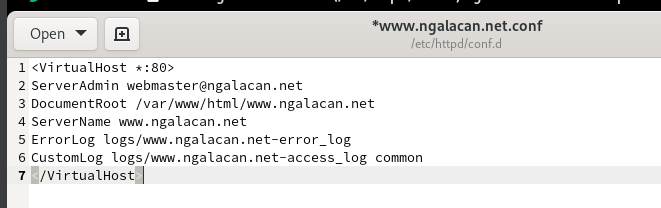 Open
*www.ngalacan.net.conf
/etc/httpd/conf.d
1 <VirtualHost *:80>
2 ServerAdmin webmaster@ngalacan.net
3 DocumentRoot /var/www/html/www.ngalacan.net
4 ServerName www.ngalacan.net
5 ErrorLog logs/www.ngalacan.net-error_log
6 CustomLog logs/www.ngalacan.net-access_log common
7 </VirtualHost>